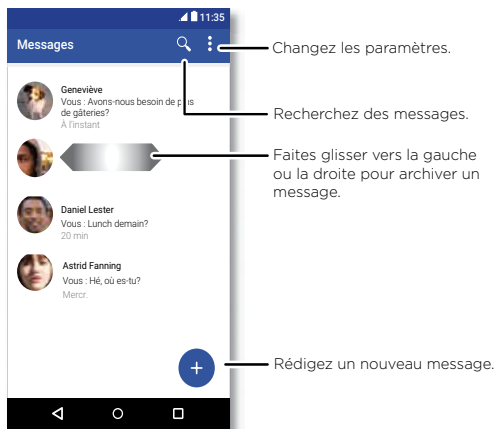 11:35
Messages
Changez les paramètres.
Recherchez des messages.
Geneviève
Vous : Avons-nous besoin de plus
de gâteries?
À l'instant
Faites glisser vers la gauche
ou la droite pour archiver un
message.
Daniel Lester
Vous : Lunch demain?
20 min
Astrid Fanning
Vous : Hé, où es-tu?
Mercr.
+
Rédigez un nouveau message.